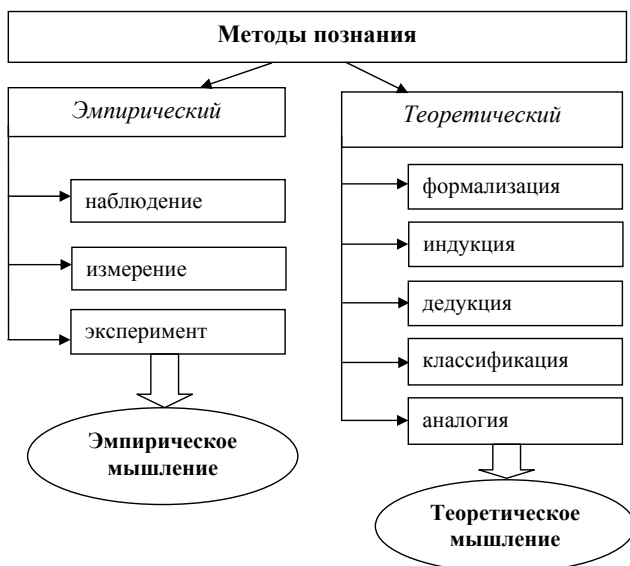 Методы познания
Эмпирический
наблюдение
измерение
эксперимент
Эмпирическое
мышление
Теоретический
формализация
индукция
дедукция
классификация
аналогия
Теоретическое
мышление